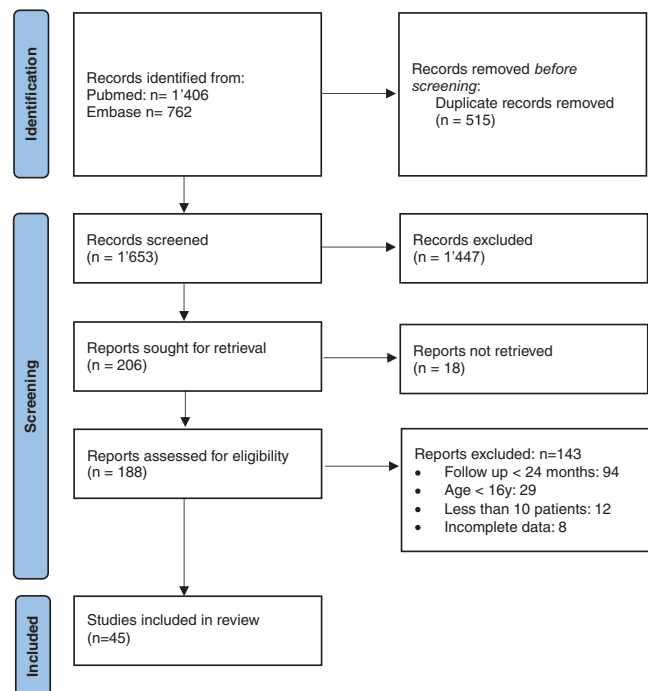 Identification
Records identified from:
Pubmed: n= 1'406
Embase n= 762
Records removed before
screening:
Duplicate records removed
(n = 515)
Screening
Records screened
(n = 1'653)
Records excluded
(n = 1'447)
Reports sought for retrieval
(n = 206)
Reports not retrieved
(n = 18)
Reports assessed for eligibility
(n = 188)
Reports excluded: n=143
• Follow up < 24 months: 94
• Age < 16y: 29
• Less than 10 patients: 12
• Incomplete data: 8
Included
Studies included in review
(n=45)